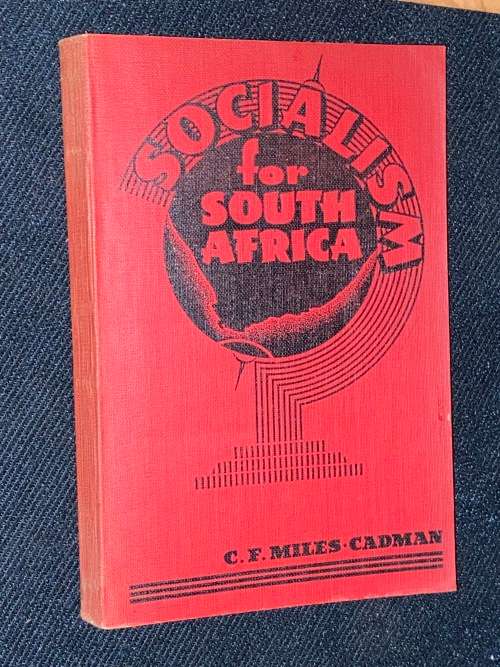 SOCIALISM
for
SOUTH
AFRICA
C. F. MILES-CADMAN